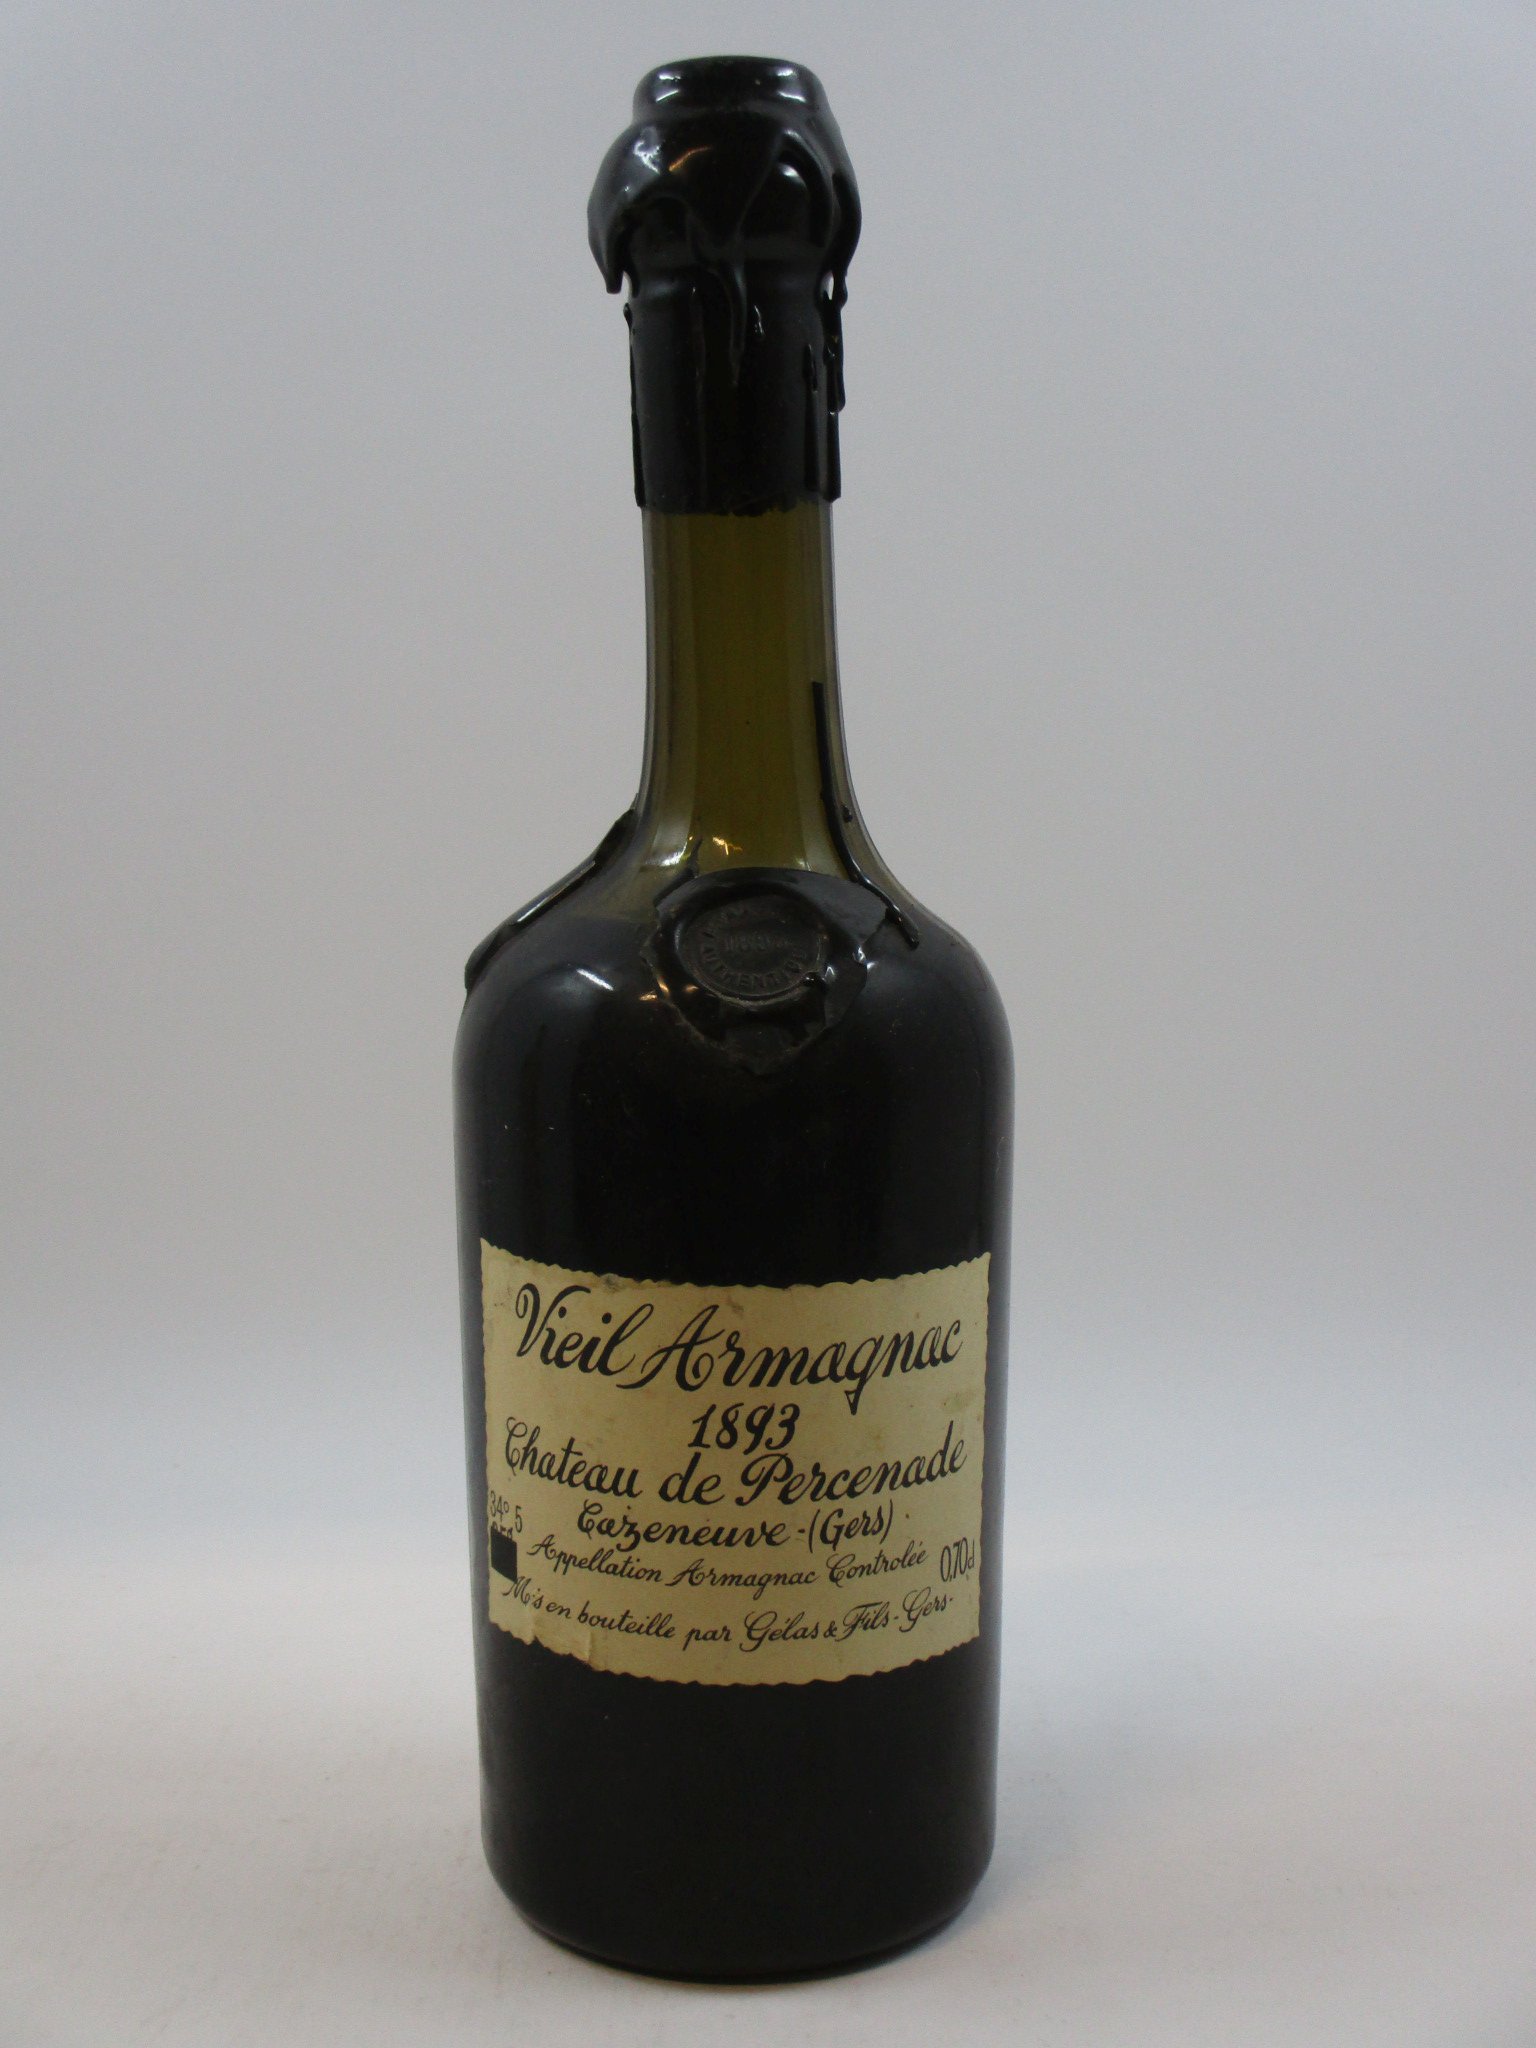 AUTHENTIQUE
Vieil Armagnac
1893
Chateau de Percenade
34° 5
Cazeneuve-(Gers).
Appellation Armagnac Controlée
0,70cl
Mis en bouteille par Gélas & Fils-Gers-